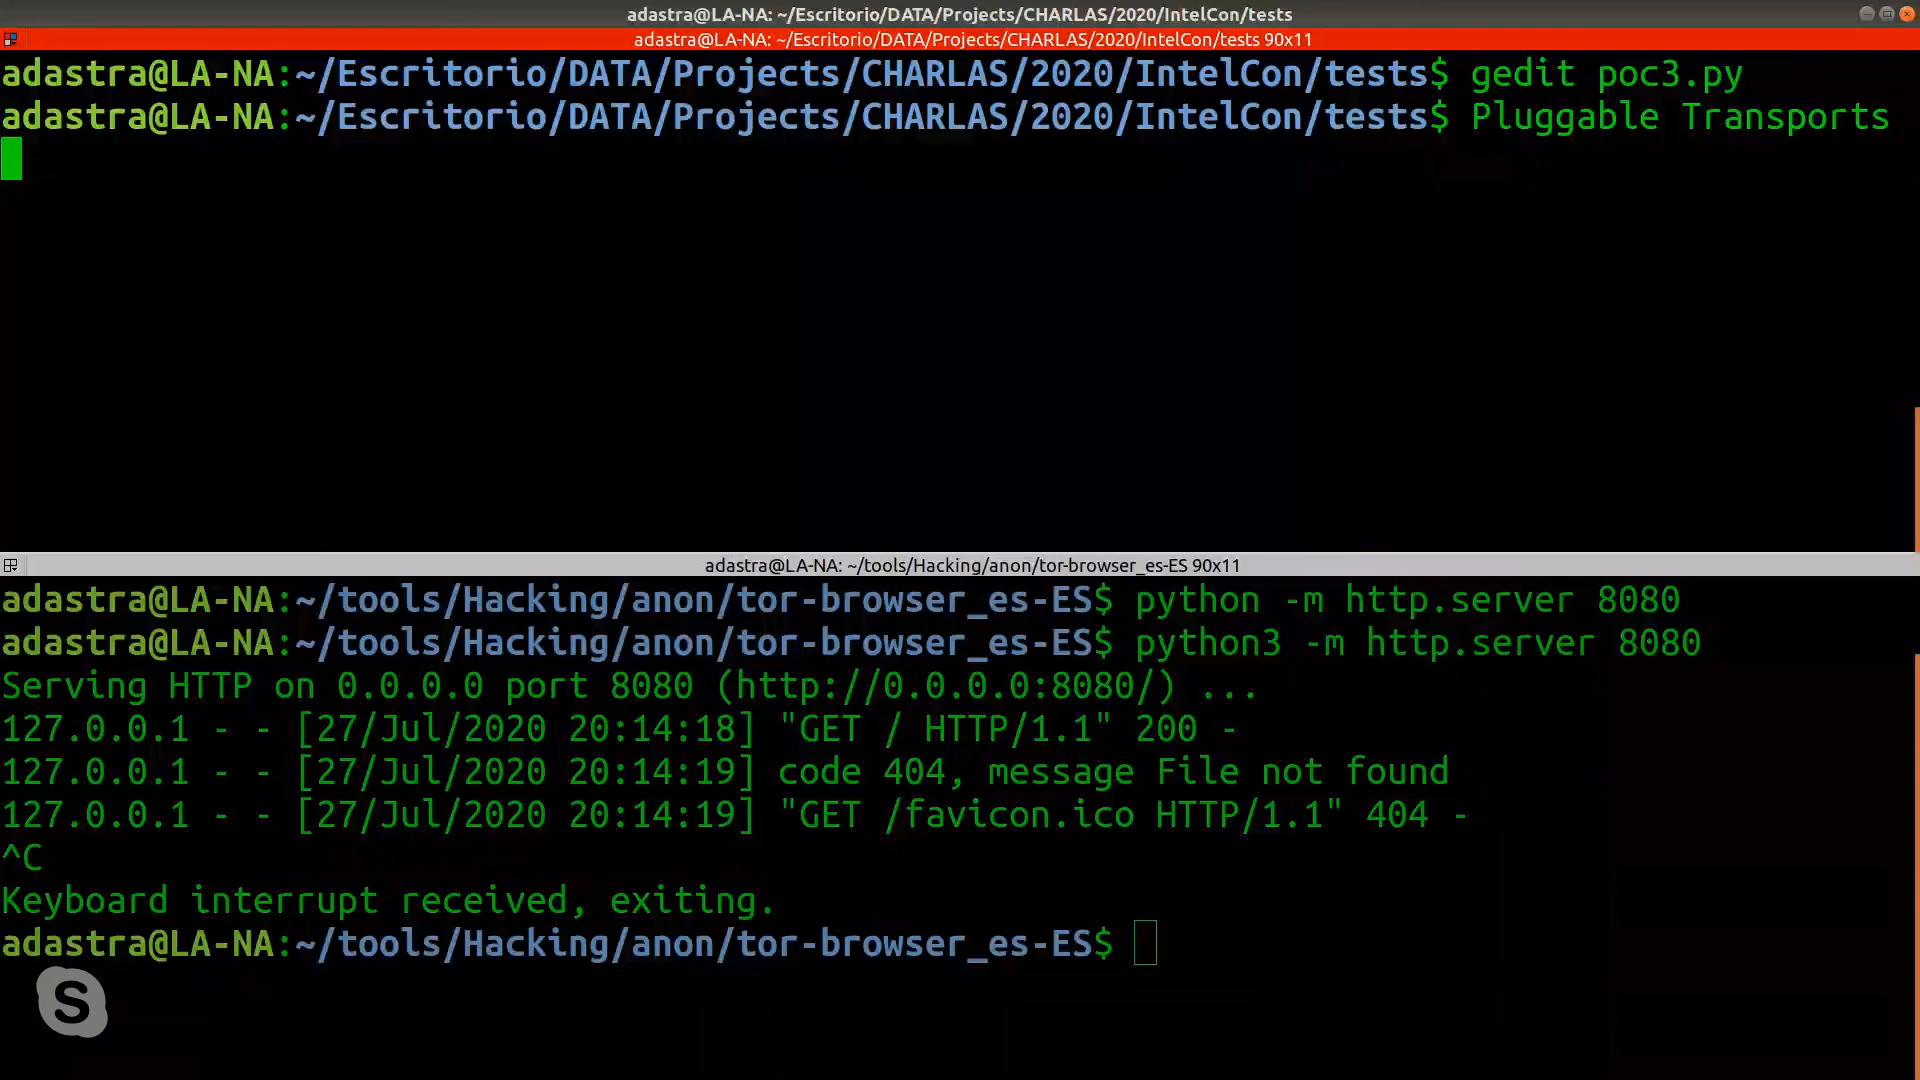 adastra@LA-NA: ~/Escritorio/DATA/Projects/CHARLAS/2020/IntelCon/tests
adastra@LA-NA: ~/Escritorio/DATA/Projects/CHARLAS/2020/IntelCon/tests 90x11
adastra@LA-NA:~/Escritorio/DATA/Projects/CHARLAS/2020/IntelCon/tests$ gedit poc3.py
adastra@LA-NA:~/Escritorio/DATA/Projects/CHARLAS/2020/IntelCon/tests$ Pluggable Transports
adastra@LA-NA: ~/tools/Hacking/anon/tor-browser_es-ES 90x11
adastra@LA-NA:~/tools/Hacking/anon/tor-browser_es-ES$ python -m http.server 8080
adastra@LA-NA:~/tools/Hacking/anon/tor-browser_es-ES$ python3 -m http.server 8080
Serving HTTP on 0.0.0.0 port 8080 (http://0.0.0.0:8080/) ...
127.0.0.1 - - [27/Jul/2020 20:14:18] "GET / HTTP/1.1" 200 -
127.0.0.1 - - [27/Jul/2020 20:14:19] code 404, message File not found
127.0.0.1 - - [27/Jul/2020 20:14:19] "GET /favicon.ico HTTP/1.1" 404 -
^C
Keyboard interrupt received, exiting.
adastra@LA-NA:~/tools/Hacking/anon/tor-browser_es-ES$
S